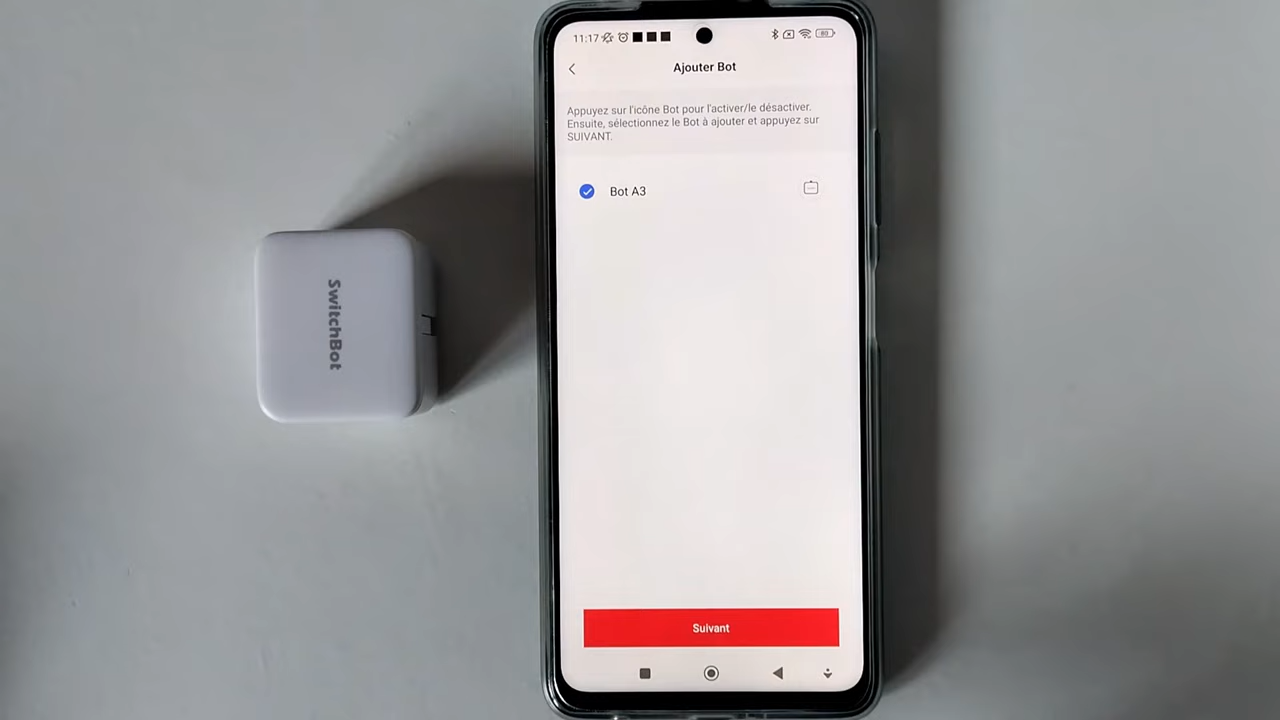 11:17
80
Ajouter Bot
Appuyez sur l'icône Bot pour l'activer/le désactiver.
Ensuite, sélectionnez le Bot à ajouter et appuyez sur
SUIVANT.
Bot A3
SwitchBot
Suivant